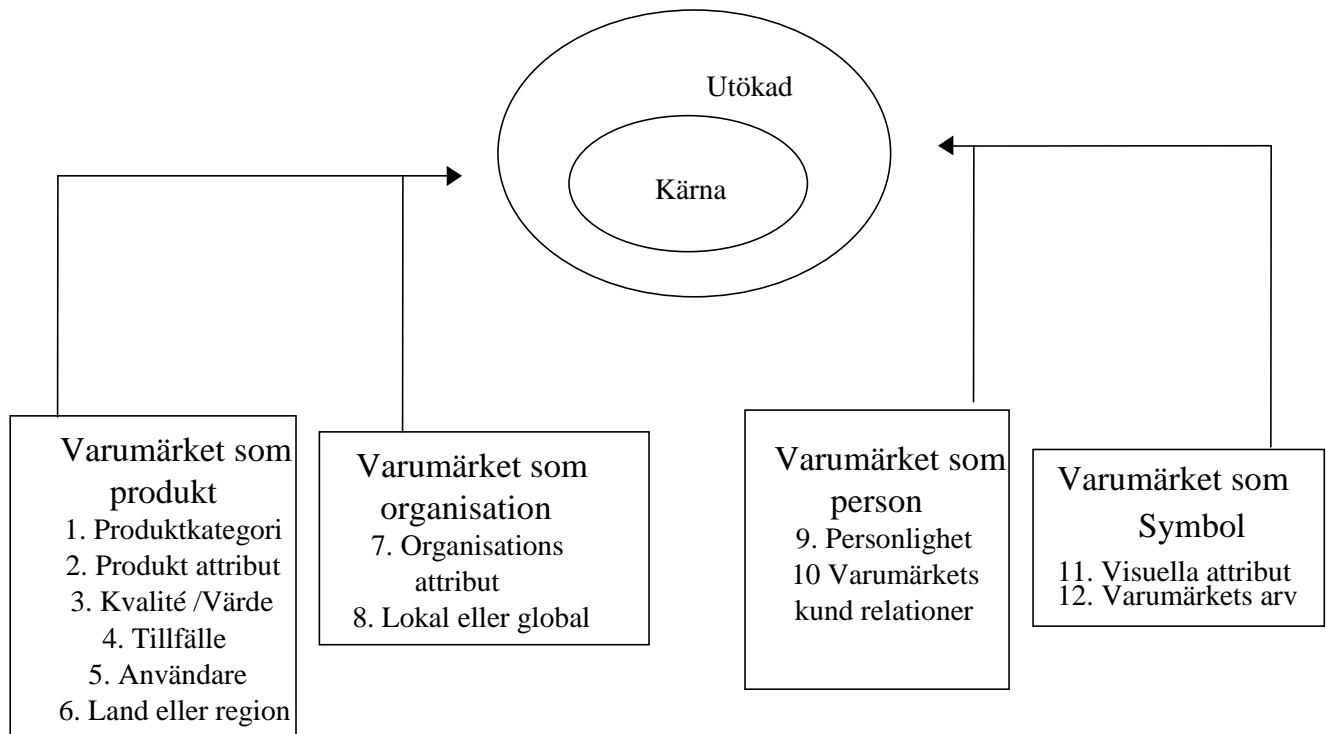 Utökad
Kärna
Varumärket som
produkt
1. Produktkategori
2. Produkt attribut
3. Kvalité /Värde
4. Tillfälle
5. Användare
6. Land eller region
Varumärket som
organisation
7. Organisations
attribut
8. Lokal eller global
Varumärket som
person
9. Personlighet
10 Varumärkets
kund relationer
Varumärket som
Symbol
11. Visuella attribut
12. Varumärkets arv